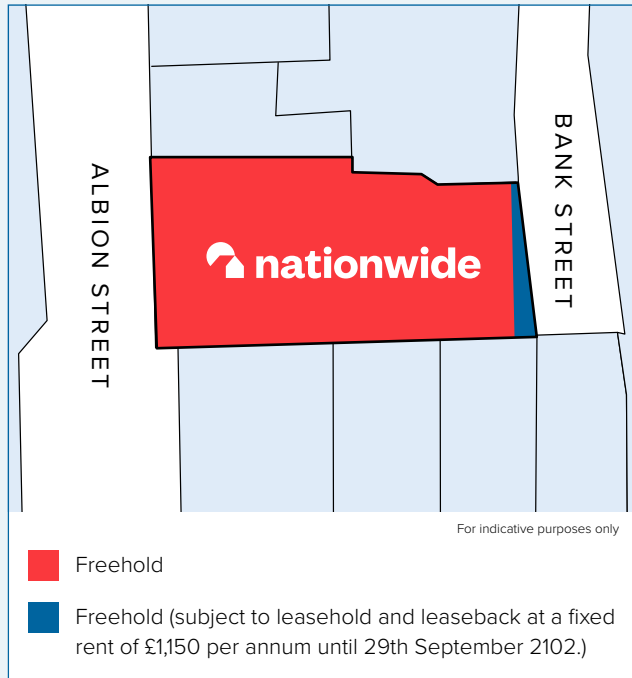 ALBION STREET
BANK STREET
nationwide
For indicative purposes only
Freehold
Freehold (subject to leasehold and leaseback at a fixed
rent of £1,150 per annum until 29th September 2102.)